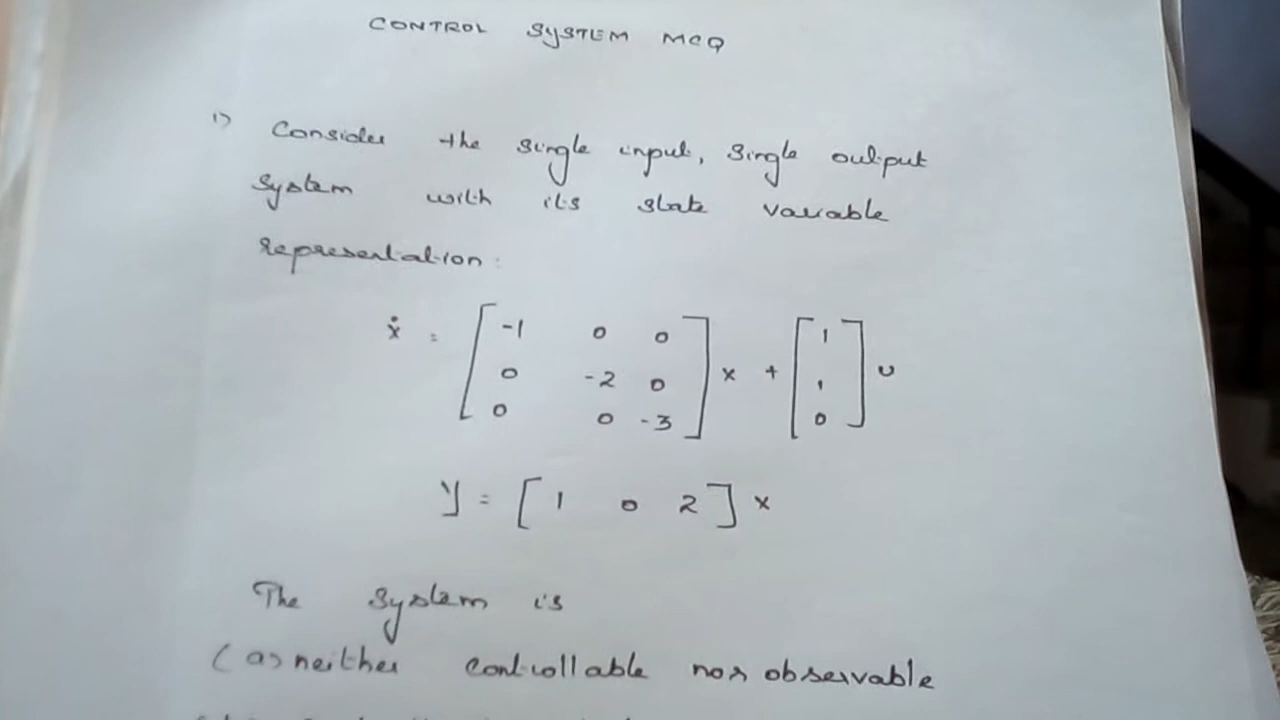 CONTROL SYSTEM MCQ
1) Consider the single input, single output
system with its state variable
representation:
ẋ = [ -1 0 0 ] x + [ 1 ] U
[ 0 -2 0 ] [ 1 ]
[ 0 0 -3 ] [ 0 ]
y = [ 1 0 2 ] x
The system is
(a) neither controllable nor observable